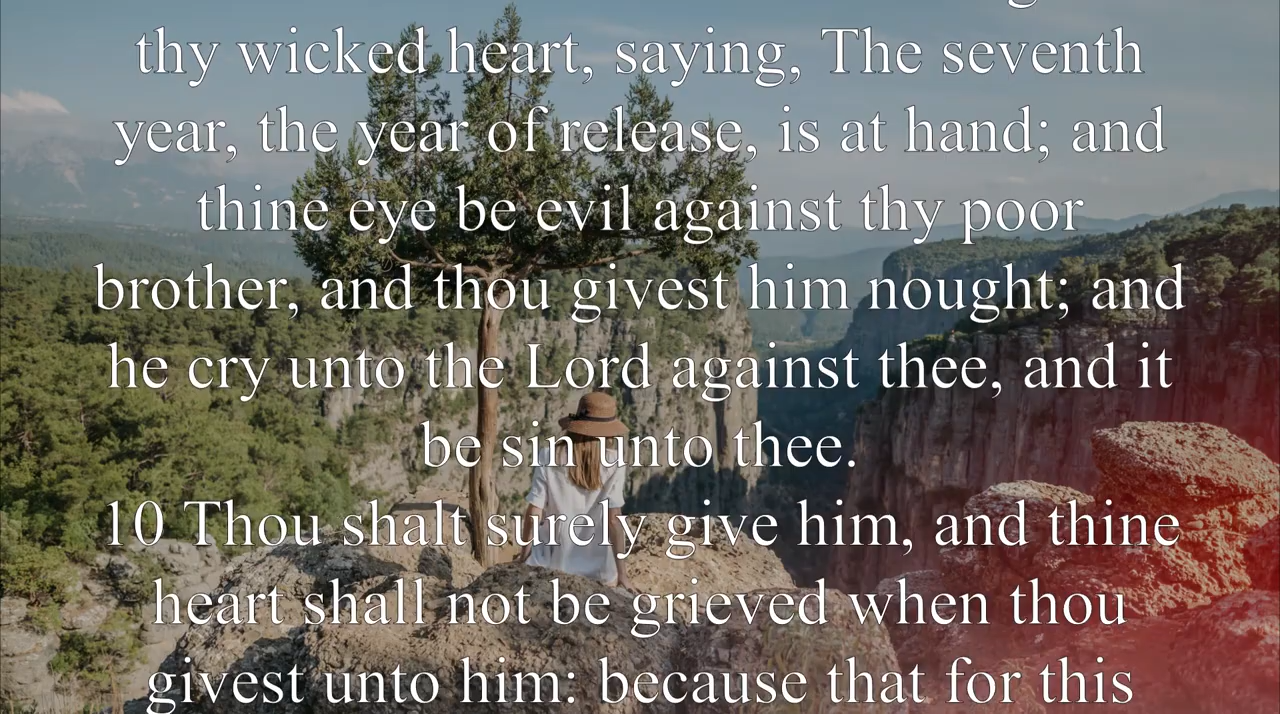 thy wicked heart, saying, The seventh
year, the year of release, is at hand; and
thine eye be evil against thy poor
brother, and thou givest him nought; and
he cry unto the Lord against thee, and it
be sin unto thee.
10 Thou shalt surely give him, and thine
heart shall not be grieved when thou
givest unto him: because that for this